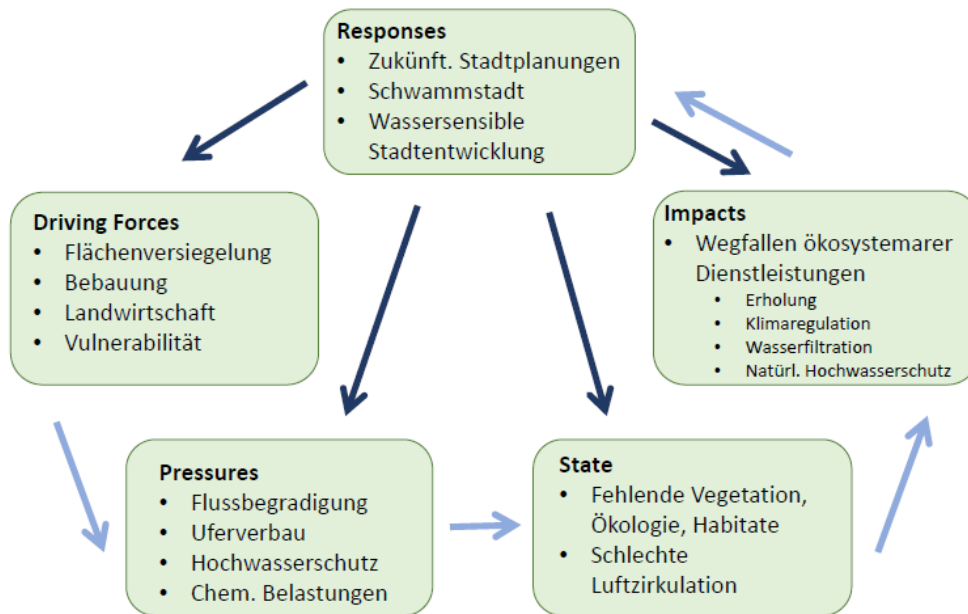 Responses
• Zukünft. Stadtplanungen
• Schwammstadt
• Wassersensible
Stadtentwicklung
Driving Forces
• Flächenversiegelung
• Bebauung
• Landwirtschaft
• Vulnerabilität
Impacts
• Wegfallen ökosystemarer
Dienstleistungen
• Erholung
• Klimaregulation
• Wasserfiltration
• Natürl. Hochwasserschutz
Pressures
• Flussbegradigung
• Uferverbau
• Hochwasserschutz
• Chem. Belastungen
State
• Fehlende Vegetation,
Ökologie, Habitate
• Schlechte
Luftzirkulation